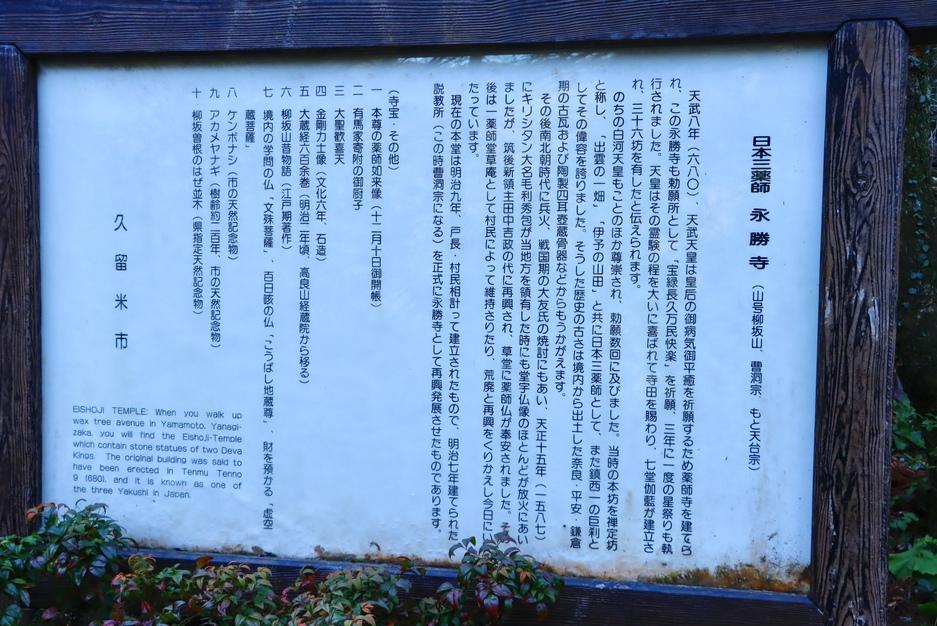 日本三薬師 永勝寺（山号柳坂山、曹洞宗、もと天台宗）
天武八年（六八〇）、天武天皇は皇后の御病気御平癒を祈願するため薬師寺を建てら
れ、この永勝寺も勅願所として、「宝緑長久万民快楽」を祈願、三年に一度の星祭りも執
行されました。天皇はその霊験の程を大いに喜ばれて寺田を賜わり、七堂伽藍が建立さ
れ、三十六坊を有したと伝えられます。
のちの白河天皇もことのほか尊崇され、勅願数回に及びました。当時の本坊を禅定坊
と称し、「出雲の一畑」「伊予の山田」と共に日本三薬師として、また鎮西一の巨刹と
してその偉容を誇りました。そうした歴史の古さは境内から出土した奈良・平安・鎌倉
期の古瓦および陶製四耳壺蔵骨器などからもうかがえます。
その後南北朝時代に兵火、戦国期の大友氏の焼討にもあい、天正十五年（一五八七）
にキリシタン大名毛利秀包が当地方を領有した時にも堂宇仏像のほとんどが放火にあい
ましたが、筑後新領主田中吉政の代に再興され、草堂に薬師仏が奉安されました。その
後は一薬師堂草庵として村民によって維持さりたり、荒廃と再興をくりかえし今日にい
たっています。
現在の本堂は明治九年、戸長・村民相計って建立されたもので、明治七年建てられた
説教所（この時曹洞宗になる）を正式に永勝寺として再興発展させたものであります。
（寺宝・その他）
一 本尊の薬師如来像（十二月十日御開帳）
二 有馬家寄附の御厨子
三 大聖歓喜天
四 金剛力士像（文化六年、石造）
五 大蔵経六百余巻（明治二年頃、高良山経蔵院から移る）
六 柳坂山昔物語（江戸期著作）
七 境内の学問の仏「文殊菩薩」、百日咳の仏「こうぼし地蔵尊」、財を預かる「虚空
蔵菩薩」
八 ケンポナシ（市の天然記念物）
九 アカメヤナギ（樹齢約二百年、市の天然記念物）
十 柳坂曽根のはぜ並木（県指定天然記念物）
久留米市
EISHOJI TEMPLE: When you walk up
wax tree avenue in Yamamoto, Yanagi-
zaka, you will find the Eishoji-Temple
which contain stone statues of two Deva
Kings. The original building was said to
have been erected in Tenmu Tenno
9 (680), and it is known as one of
the three Yakushi in Japan.